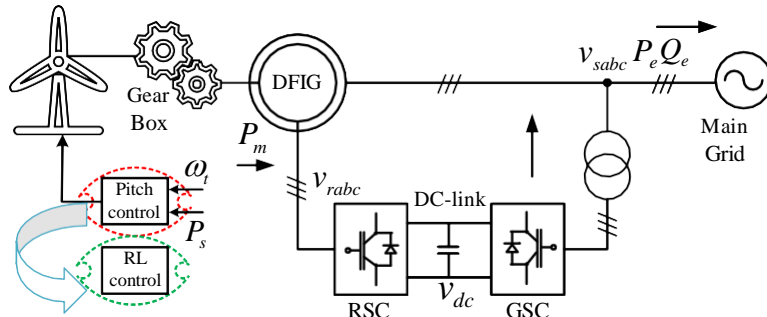 v_sabc P_e Q_e
DFIG
Gear
Box
Main
Grid
P_m
ω_t
v_rabc
DC-link
Pitch
control
P_s
RL
control
v_dc
RSC
GSC